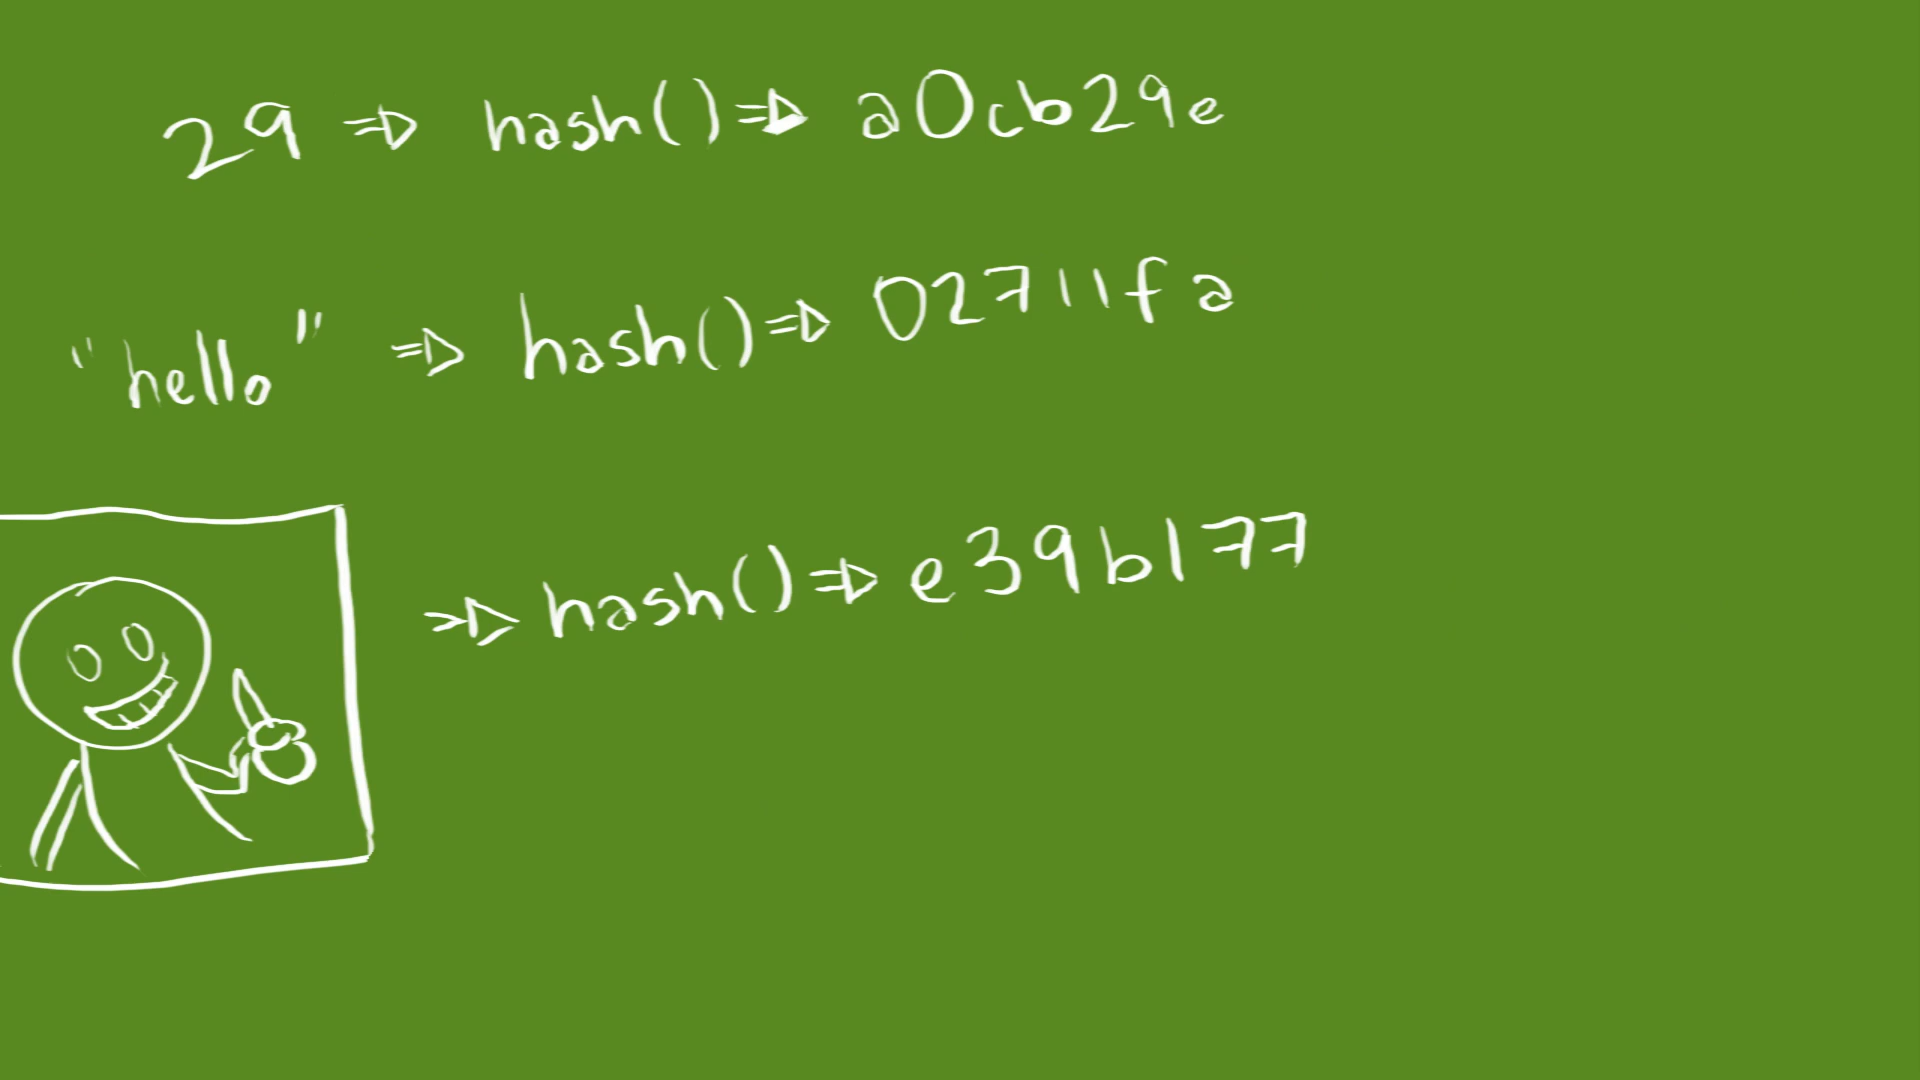 29 ⇒ hash() ⇒ a0cb29e
"hello" ⇒ hash() ⇒ 02711fa
⇒ hash() ⇒ e39b177